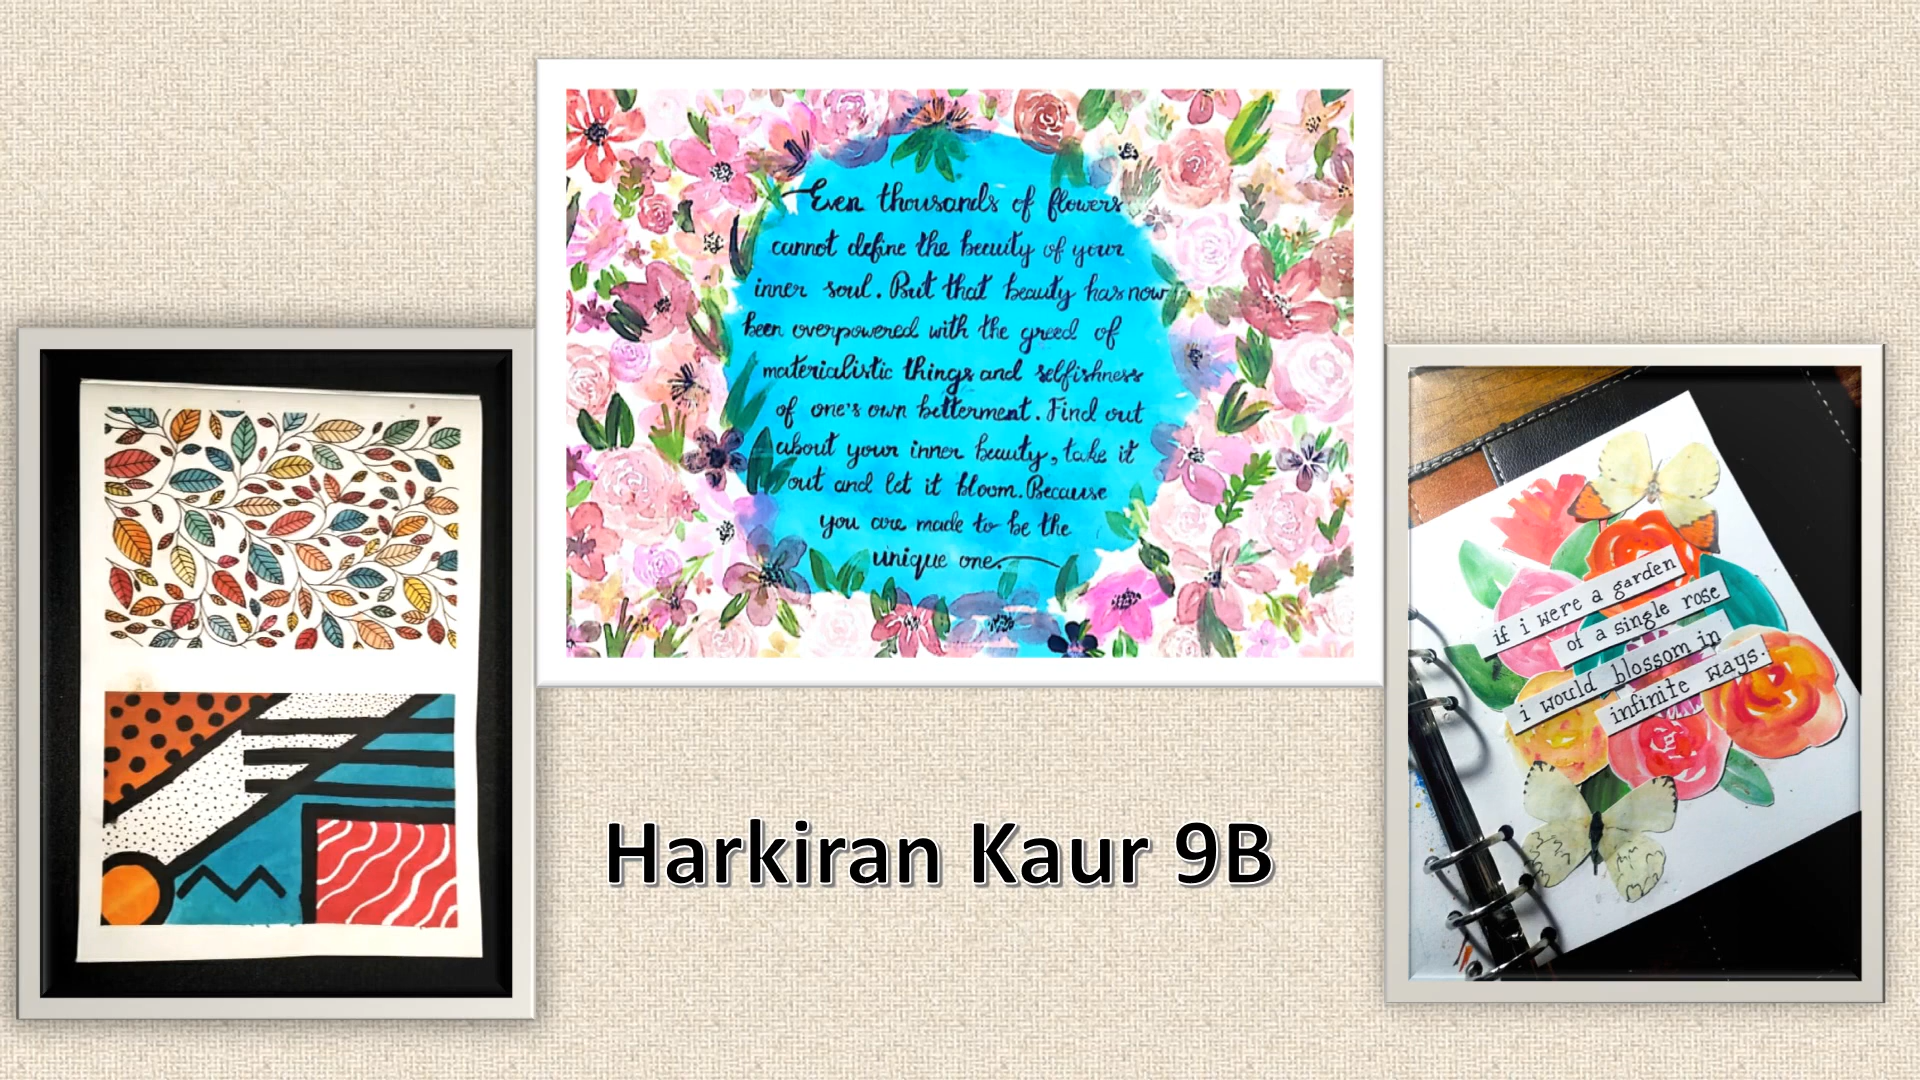 Even thousands of flowers
cannot define the beauty of your
inner soul. But that beauty has now
been overpowered with the greed of
materialistic things and selfishness
of one's own betterment. Find out
about your inner beauty, take it
out and let it bloom. Because
you are made to be the
unique one.
if i were a garden
of a single rose
i would blossom in
infinite ways.
Harkiran Kaur 9B